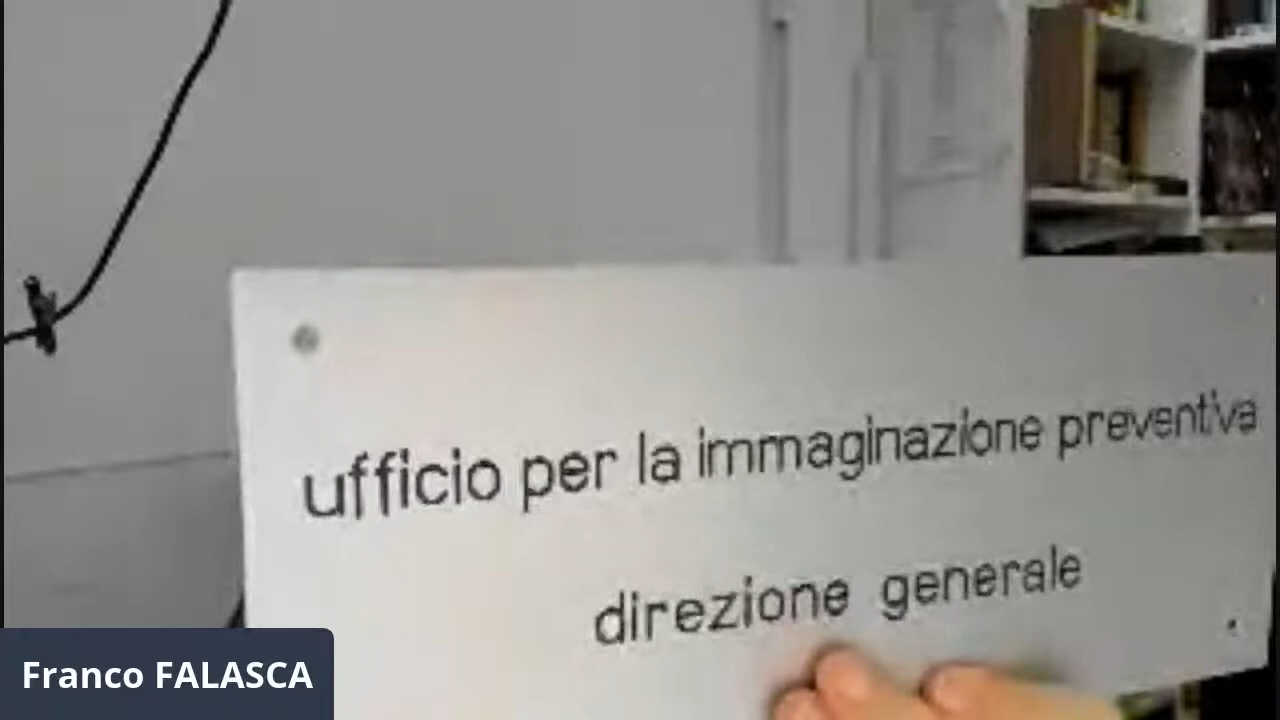 ufficio per la immaginazione preventiva
direzione generale
Franco FALASCA